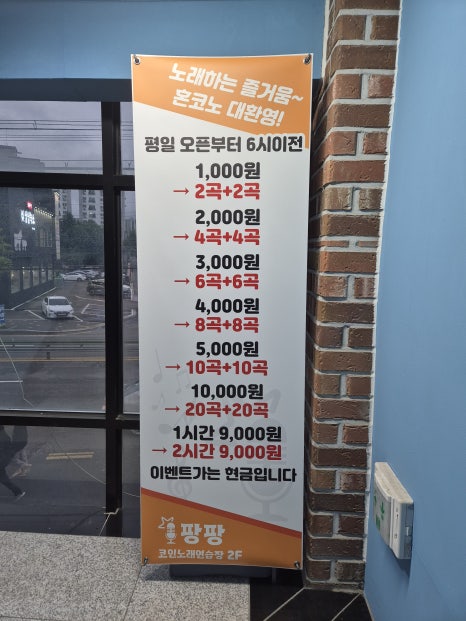 노래하는 즐거움~
혼코노 대환영!
평일 오픈부터 6시이전
1,000원
→ 2곡+2곡
2,000원
→ 4곡+4곡
3,000원
→ 6곡+6곡
4,000원
→ 8곡+8곡
5,000원
→ 10곡+10곡
10,000원
→ 20곡+20곡
1시간 9,000원
→ 2시간 9,000원
이벤트가는 현금입니다
팡팡
코인노래연습장 2F